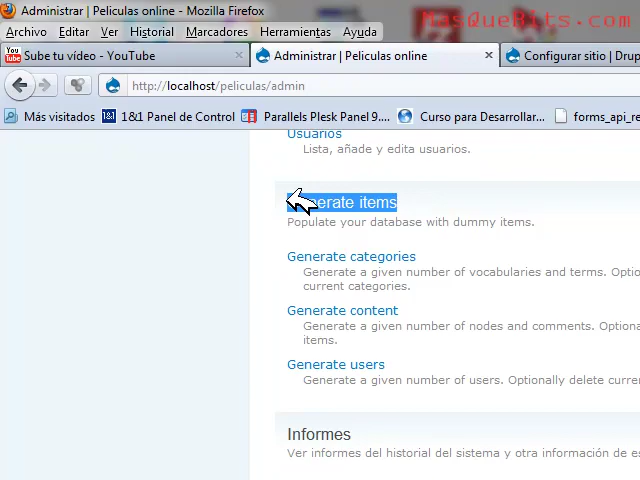 Administrar | Peliculas online - Mozilla Firefox
MasQueBits.com
Archivo Editar Ver Historial Marcadores Herramientas Ayuda
You Tube Sube tu vídeo - YouTube × Administrar | Peliculas online × Configurar sitio | Drup
http://localhost/peliculas/admin
Más visitados 1&1 1&1 Panel de Control Parallels Plesk Panel 9.... Curso para Desarrollar... forms_api_re
Usuarios
Lista, añade y edita usuarios.
Generate items
Populate your database with dummy items.
Generate categories
Generate a given number of vocabularies and terms. Optio
current categories.
Generate content
Generate a given number of nodes and comments. Optiona
items.
Generate users
Generate a given number of users. Optionally delete curre
Informes
Ver informes del historial del sistema y otra información de es